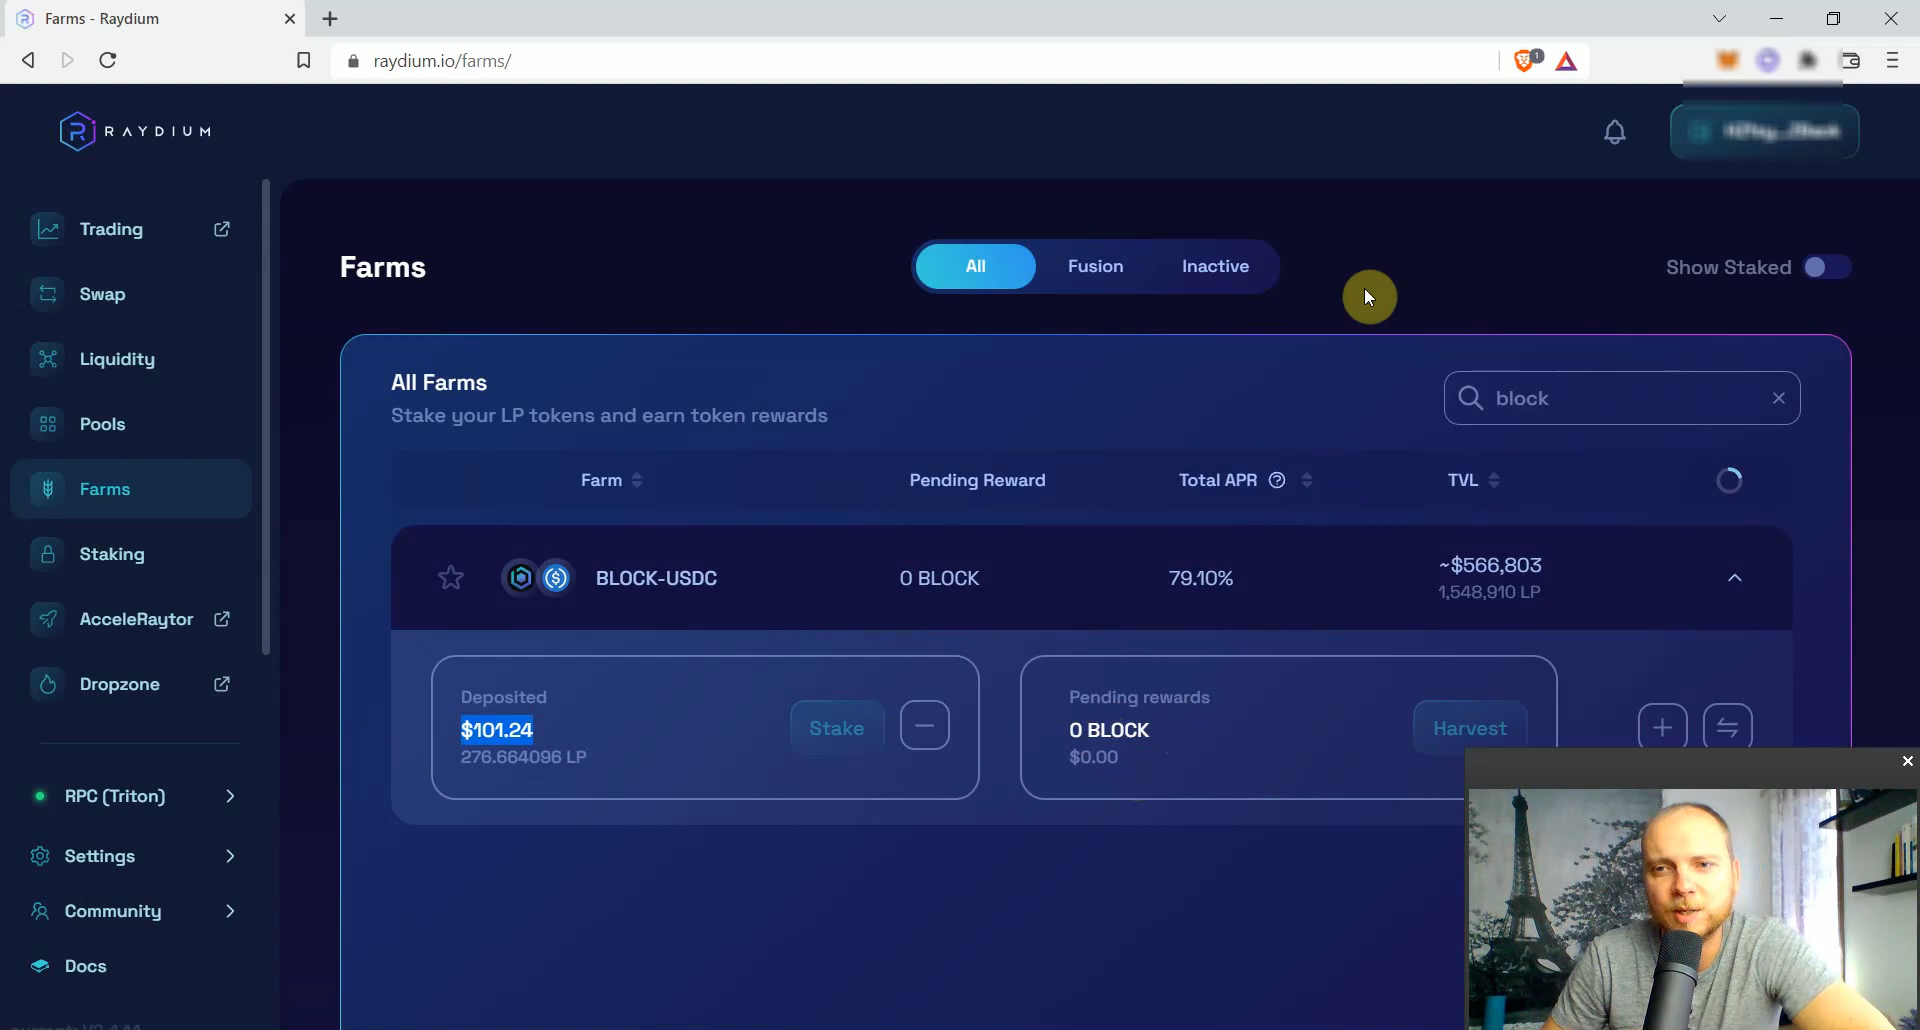 Farms - Raydium
raydium.io/farms/
1
RAYDIUM
Trading
Swap
Liquidity
Pools
Farms
Staking
AcceleRaytor
Dropzone
RPC (Triton)
Settings
Community
Docs
Farms
All
Fusion
Inactive
Show Staked
All Farms
Stake your LP tokens and earn token rewards
block
Farm
Pending Reward
Total APR
TVL
BLOCK-USDC
0 BLOCK
79.10%
~$566,803
1,548,910 LP
Deposited
$101.24
276.664096 LP
Stake
Pending rewards
0 BLOCK
$0.00
Harvest